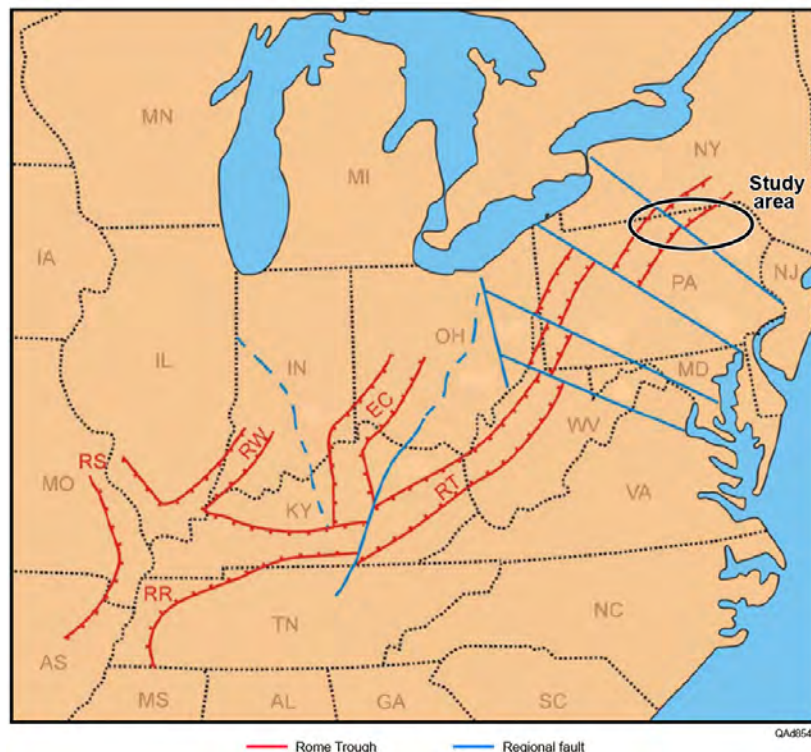 MN
NY
Study
area
MI
IA
PA
NJ
OH
IL
IN
MD
EC
WV
RW
RS
MO
RT
KY
VA
RR
TN
NC
AS
MS
AL
GA
SC
Rome Trough
Regional fault